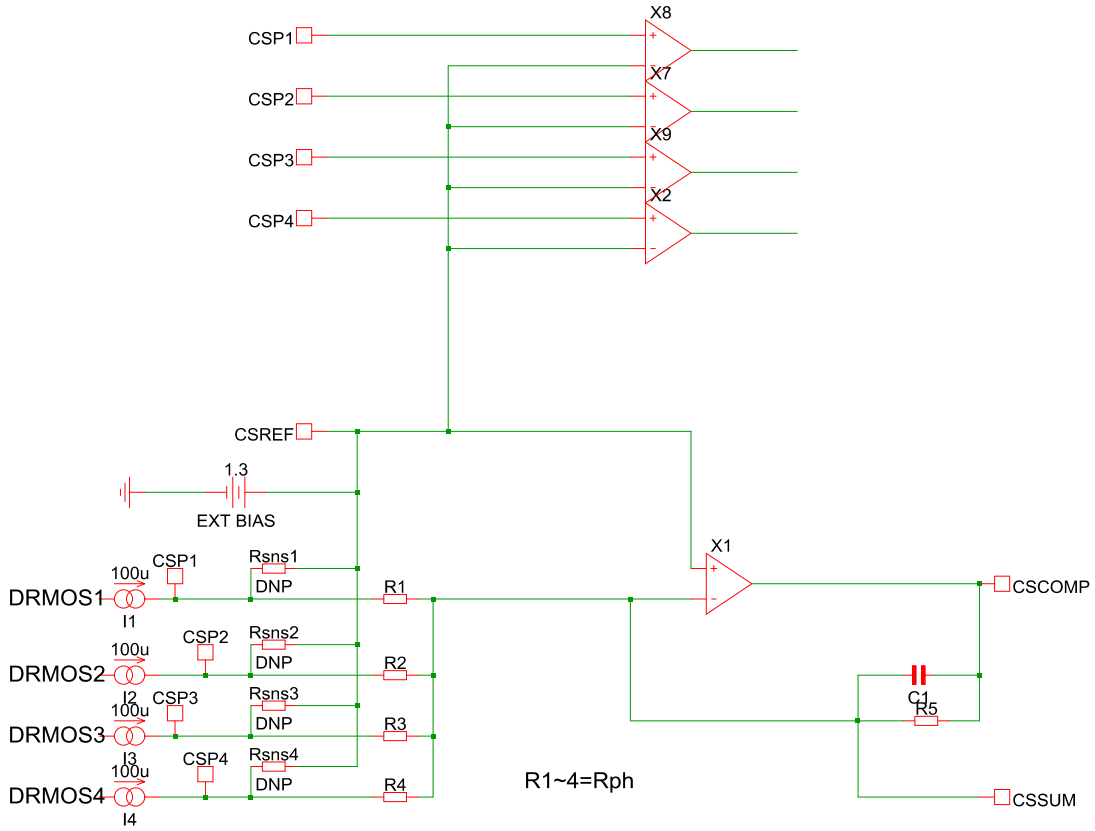 X8
CSP1
+
−
X7
CSP2
+
−
X9
CSP3
+
−
X2
CSP4
+
−
CSREF
1.3
EXT BIAS
X1
+
−
CSCOMP
Rsns1
CSP1
100u
DNP
DRMOS1
R1
I1
Rsns2
CSP2
100u
DNP
DRMOS2
R2
I2
Rsns3
CSP3
100u
DNP
DRMOS3
R3
I3
Rsns4
CSP4
100u
DNP
DRMOS4
R4
I4
C1
R5
R1~4=Rph
CSSUM